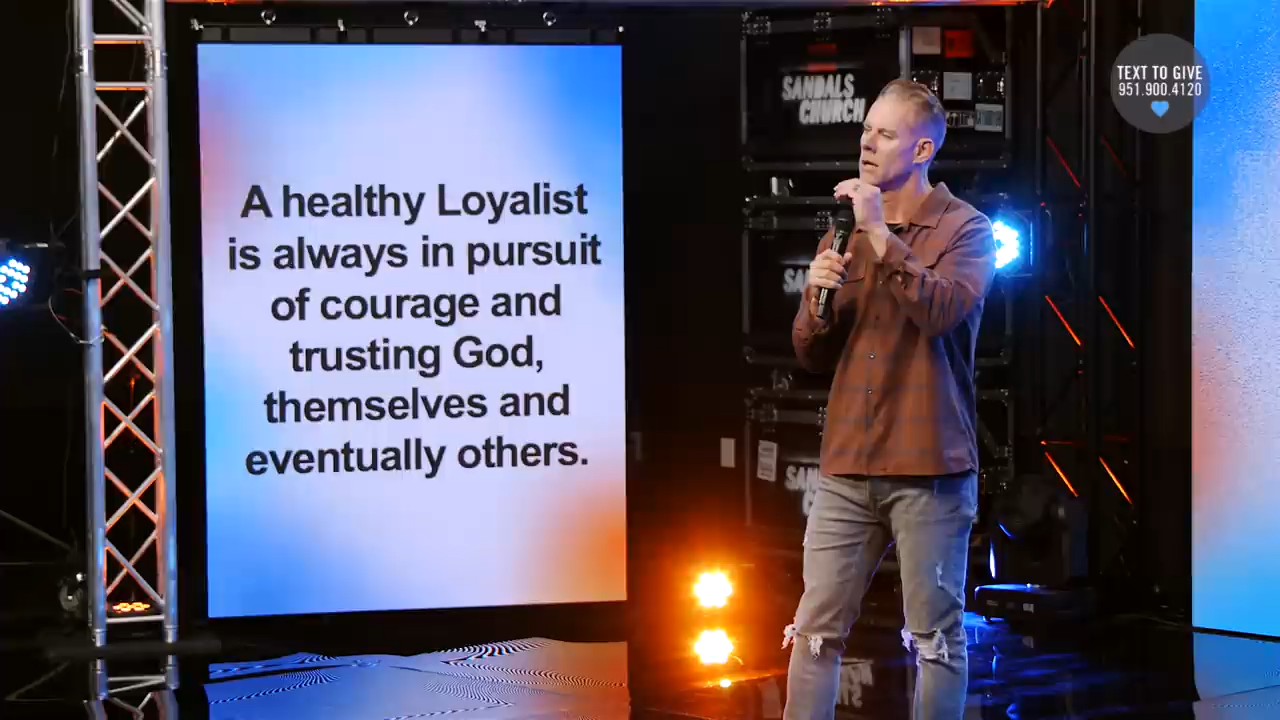 A healthy Loyalist
is always in pursuit
of courage and
trusting God,
themselves and
eventually others.
SANDALS
CHURCH
TEXT TO GIVE
951.900.4120